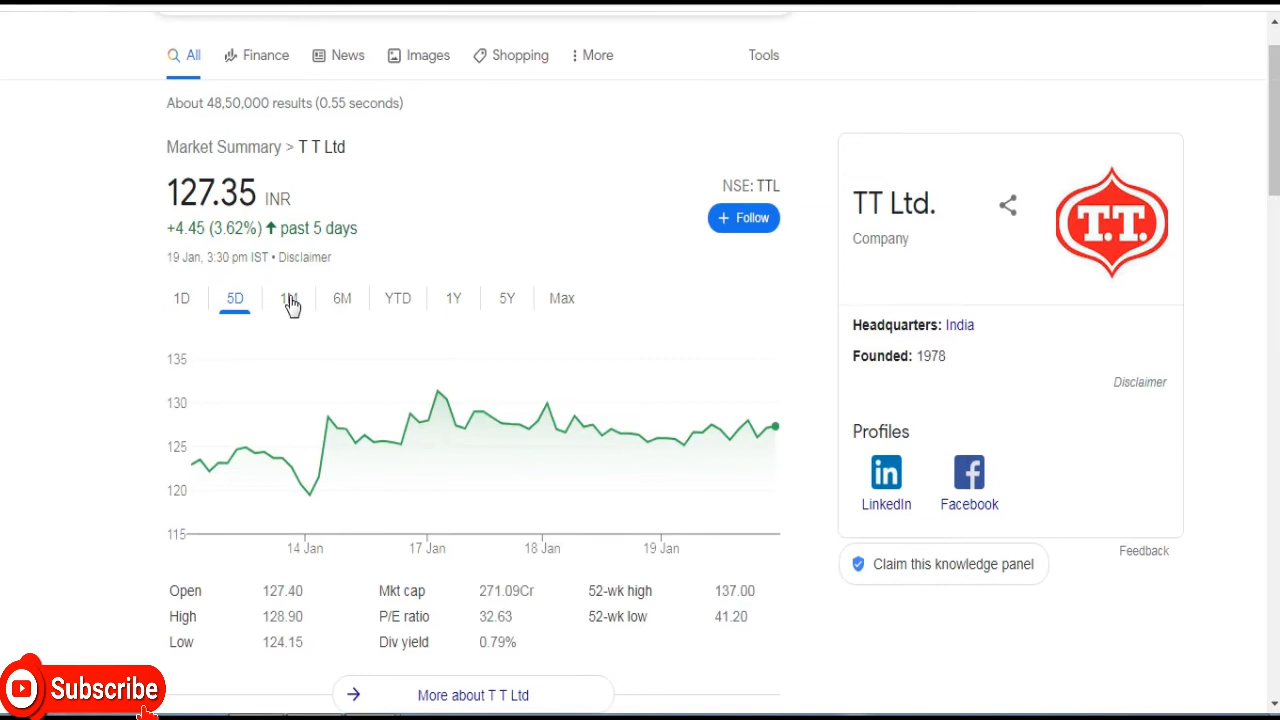 All Finance News Images Shopping More Tools
About 48,50,000 results (0.55 seconds)
Market Summary > T T Ltd
127.35 INR
+4.45 (3.62%) past 5 days
19 Jan, 3:30 pm IST • Disclaimer
NSE: TTL
+ Follow
1D 5D 1M 6M YTD 1Y 5Y Max
135
130
125
120
115
14 Jan 17 Jan 18 Jan 19 Jan
Open 127.40 Mkt cap 271.09Cr 52-wk high 137.00
High 128.90 P/E ratio 32.63 52-wk low 41.20
Low 124.15 Div yield 0.79%
More about T T Ltd
TT Ltd.
Company
T.T.
Headquarters: India
Founded: 1978
Disclaimer
Profiles
in f
LinkedIn Facebook
Feedback
Claim this knowledge panel
Subscribe